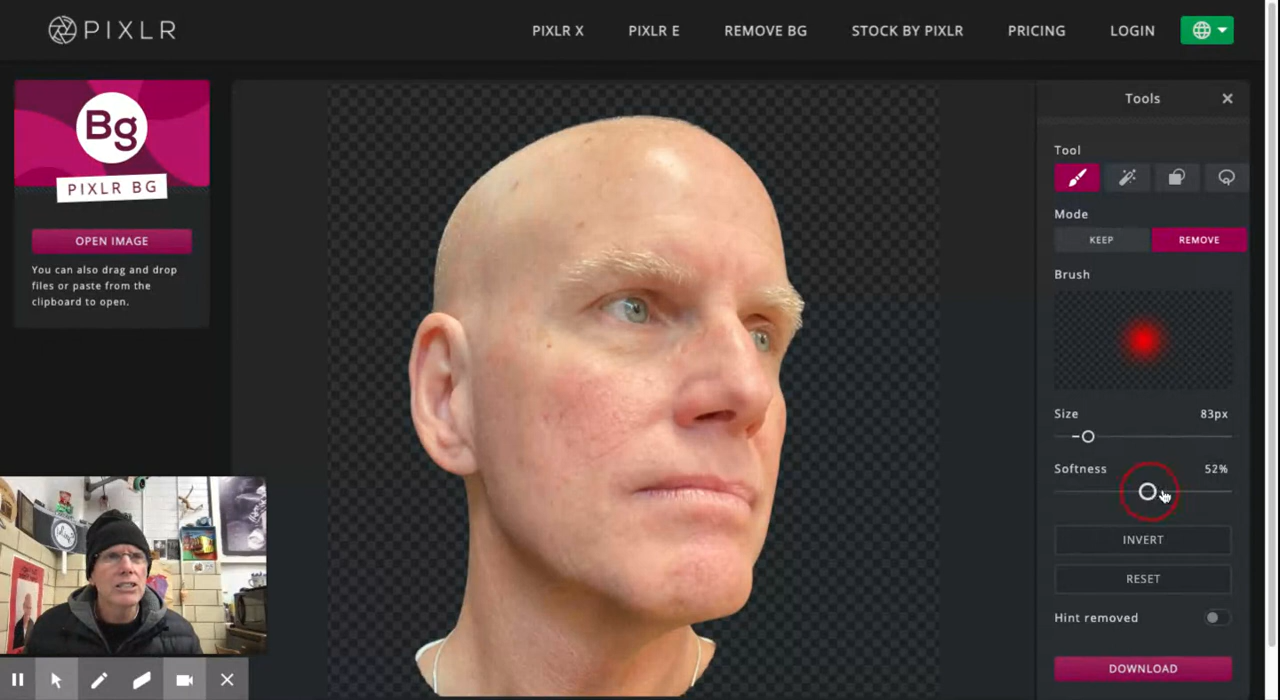 PIXLR
PIXLR X
PIXLR E
REMOVE BG
STOCK BY PIXLR
PRICING
LOGIN
Bg
PIXLR BG
OPEN IMAGE
You can also drag and drop
files or paste from the
clipboard to open.
Tools
Tool
Mode
KEEP
REMOVE
Brush
Size
83px
Softness
52%
INVERT
RESET
Hint removed
DOWNLOAD